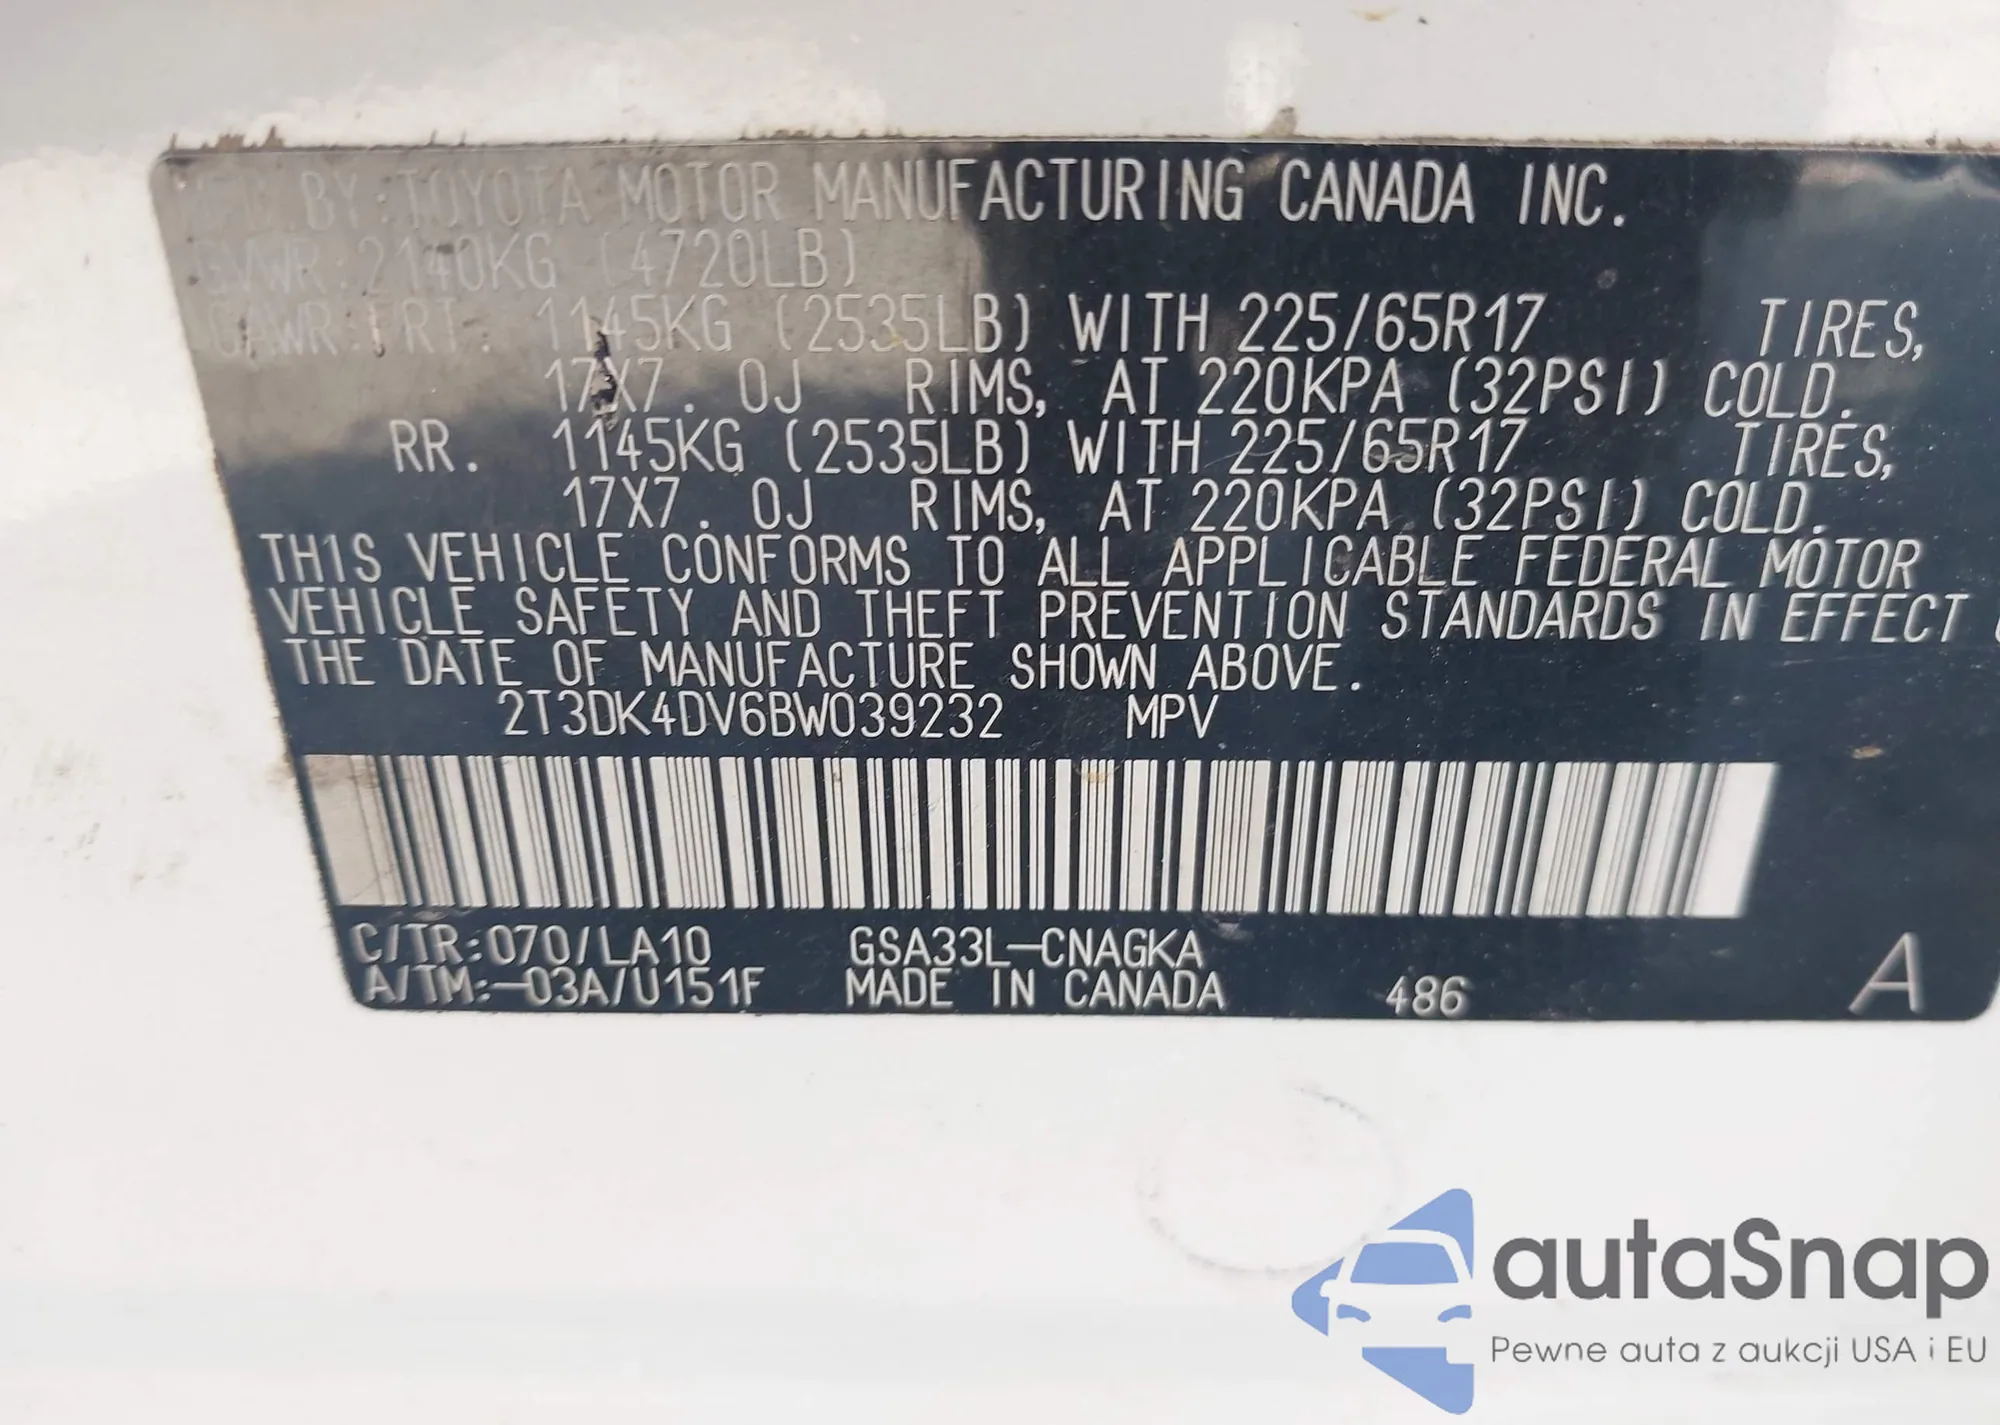 MFD. BY: TOYOTA MOTOR MANUFACTURING CANADA INC.
GVWR: 2140KG (4720LB)
GAWR: FRT. 1145KG (2535LB) WITH 225/65R17 TIRES,
17X7.0J RIMS, AT 220KPA (32PSI) COLD.
RR. 1145KG (2535LB) WITH 225/65R17 TIRES,
17X7.0J RIMS, AT 220KPA (32PSI) COLD.
THIS VEHICLE CONFORMS TO ALL APPLICABLE FEDERAL MOTOR
VEHICLE SAFETY AND THEFT PREVENTION STANDARDS IN EFFECT
THE DATE OF MANUFACTURE SHOWN ABOVE.
2T3DK4DV6BW039232 MPV
C/TR:070/LA10 GSA33L-CNAGKA
A/TM:-03A/U151F MADE IN CANADA 486 A
autaSnap
Pewne auta z aukcji USA i EU